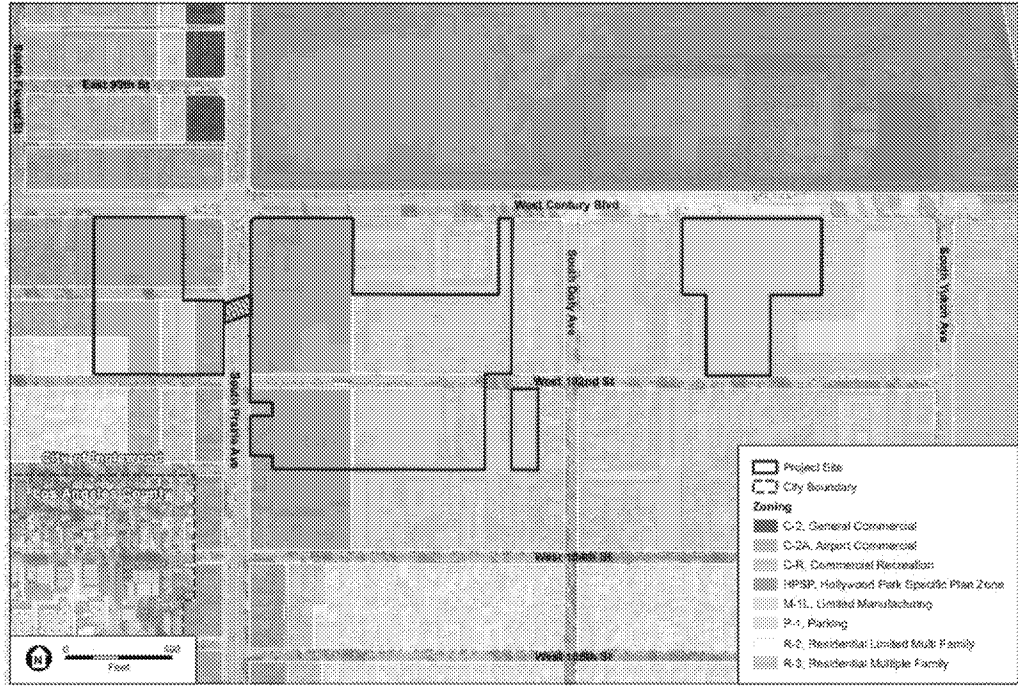 South Flower St
East 99th St
West Century Blvd
South Doty Ave
South Yukon Ave
West 102nd St
South Prairie Ave
City of Inglewood
Los Angeles County
West 104th St
N
0
Feet
Project Site
City Boundary
Zoning
C-2, General Commercial
C-2A, Airport Commercial
C-R, Commercial Recreation
HPSP, Hollywood Park Specific Plan Zone
M-1L, Limited Manufacturing
P-1, Parking
R-2, Residential Limited Multi Family
R-3, Residential Multiple Family